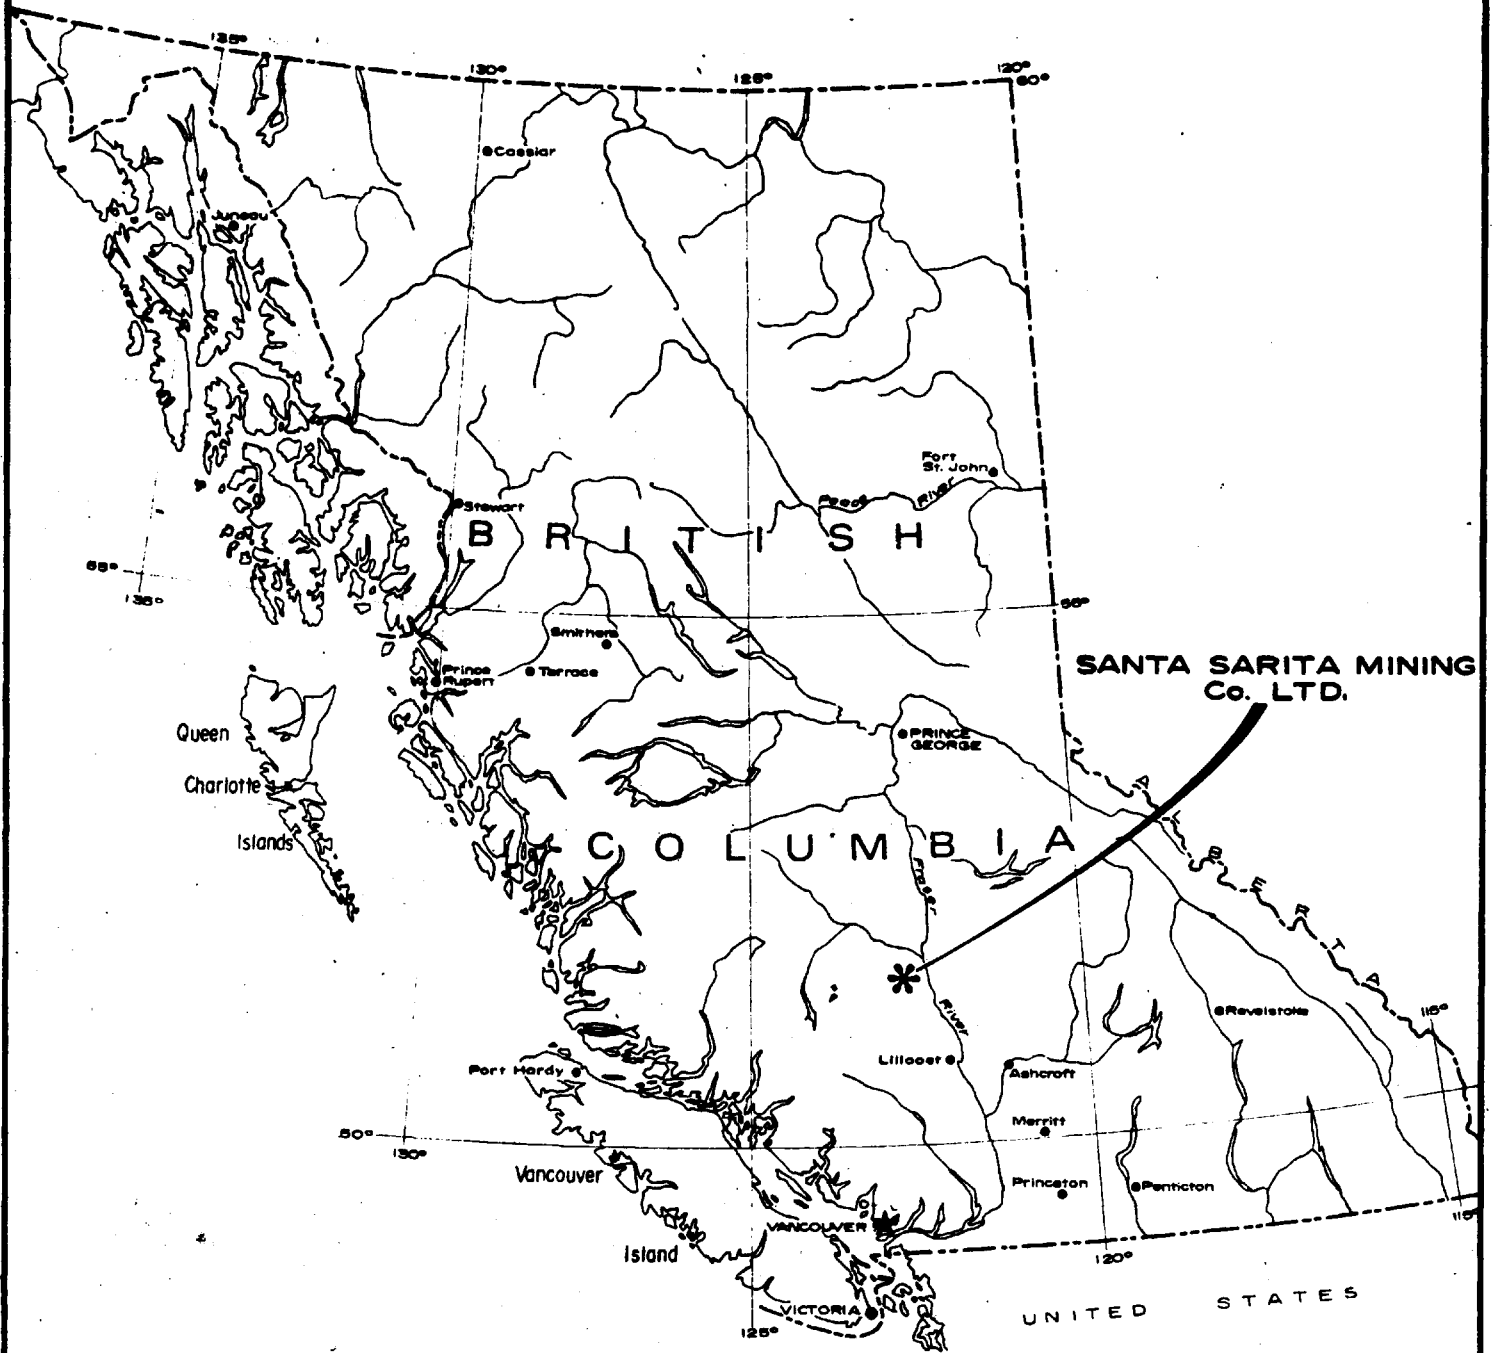 135°
130°
125°
120°
60°
Cassiar
Juneau
Fort
St. John
Peace River
Stewart
BRITISH
55°
135°
55°
Smithers
Terrace
Prince
Rupert
SANTA SARITA MINING
Co. LTD.
Queen
Charlotte
Islands
PRINCE
GEORGE
ALBERTA
COLUMBIA
Fraser
River
Revelstoke
115°
Lillooet
Ashcroft
Port Hardy
Merritt
50°
130°
Vancouver
Island
Princeton
Penticton
VANCOUVER
115°
120°
VICTORIA
125°
UNITED STATES